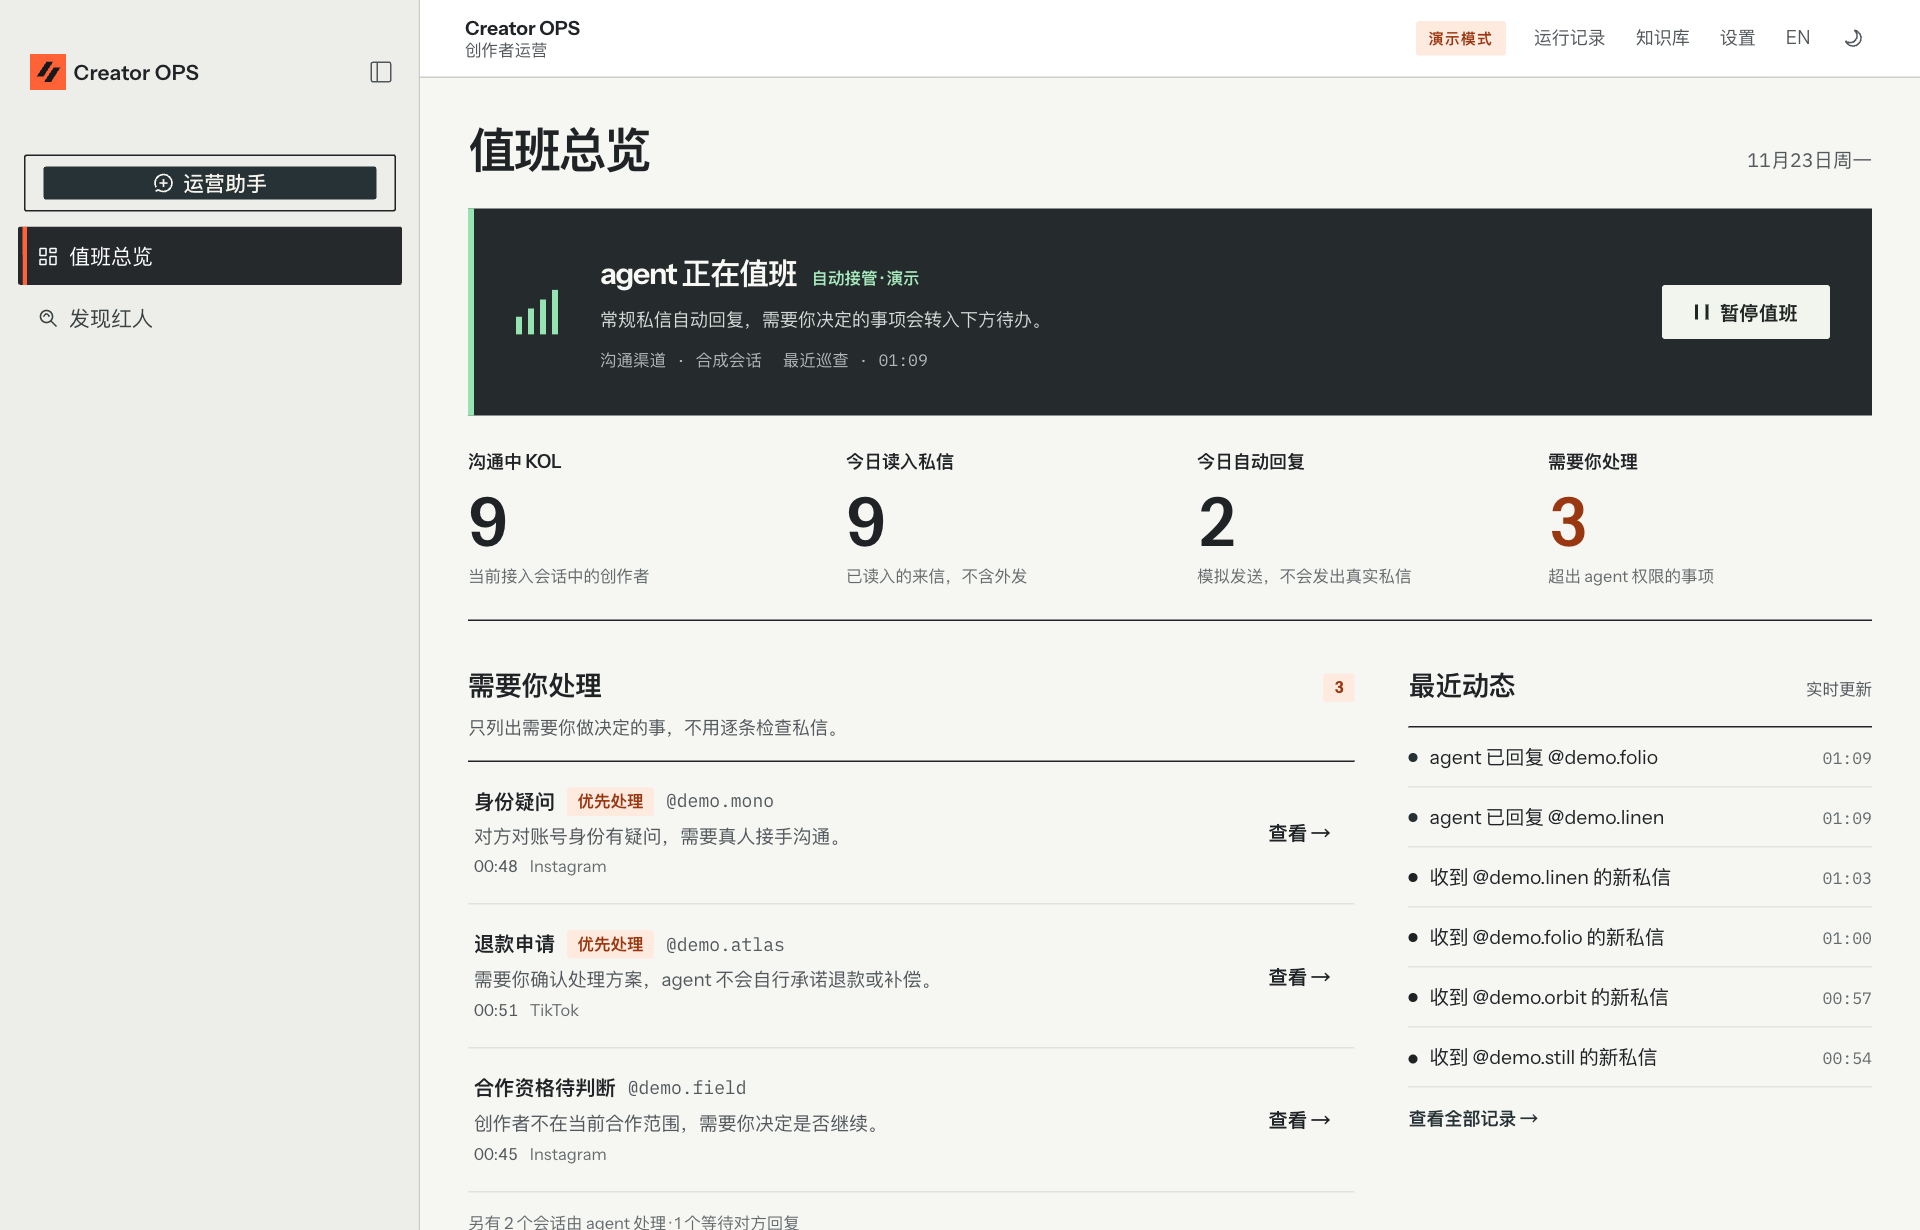 Creator OPS
运营助手
值班总览
发现红人
Creator OPS
创作者运营
演示模式
运行记录
知识库
设置
EN
值班总览
11月23日周一
agent 正在值班 自动接管·演示
常规私信自动回复，需要你决定的事项会转入下方待办。
沟通渠道 · 合成会话 最近巡查 · 01:09
暂停值班
沟通中 KOL
9
当前接入会话中的创作者
今日读入私信
9
已读入的来信，不含外发
今日自动回复
2
模拟发送，不会发出真实私信
需要你处理
3
超出 agent 权限的事项
需要你处理
3
只列出需要你做决定的事，不用逐条检查私信。
身份疑问 优先处理 @demo.mono
对方对账号身份有疑问，需要真人接手沟通。
00:48 Instagram
查看 →
退款申请 优先处理 @demo.atlas
需要你确认处理方案，agent 不会自行承诺退款或补偿。
00:51 TikTok
查看 →
合作资格待判断 @demo.field
创作者不在当前合作范围，需要你决定是否继续。
00:45 Instagram
查看 →
另有 2 个会话由 agent 处理·1 个等待对方回复
最近动态
实时更新
agent 已回复 @demo.folio 01:09
agent 已回复 @demo.linen 01:09
收到 @demo.linen 的新私信 01:03
收到 @demo.folio 的新私信 01:00
收到 @demo.orbit 的新私信 00:57
收到 @demo.still 的新私信 00:54
查看全部记录 →